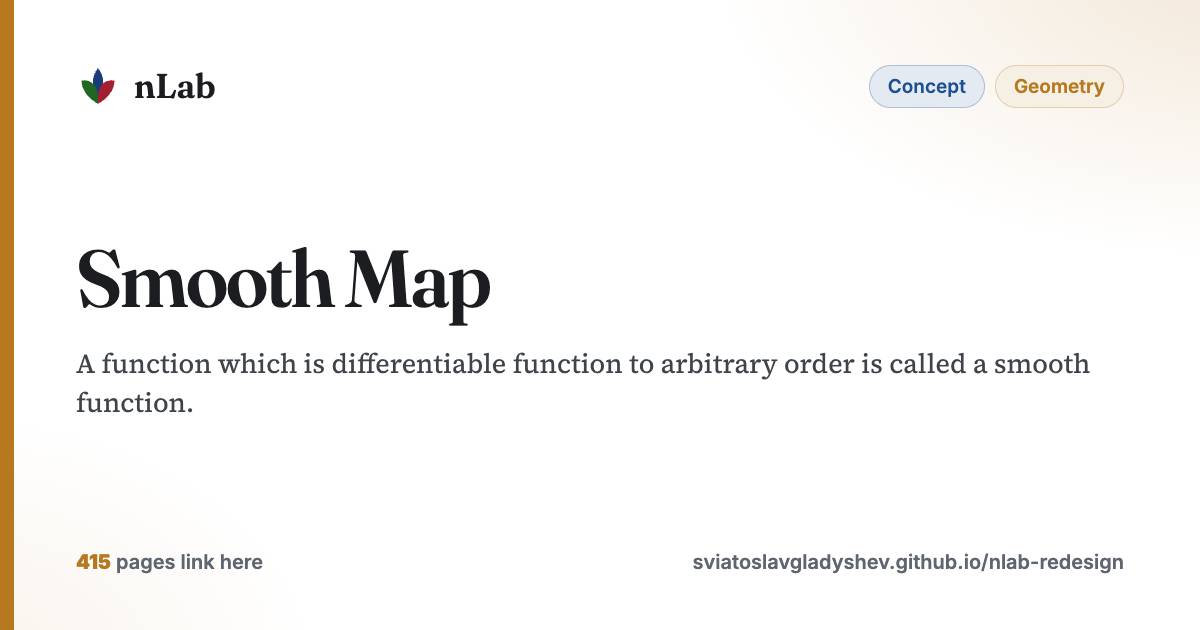 nLab
Concept
Geometry
Smooth Map
A function which is differentiable function to arbitrary order is called a smooth
function.
415 pages link here
sviatoslavgladyshev.github.io/nlab-redesign